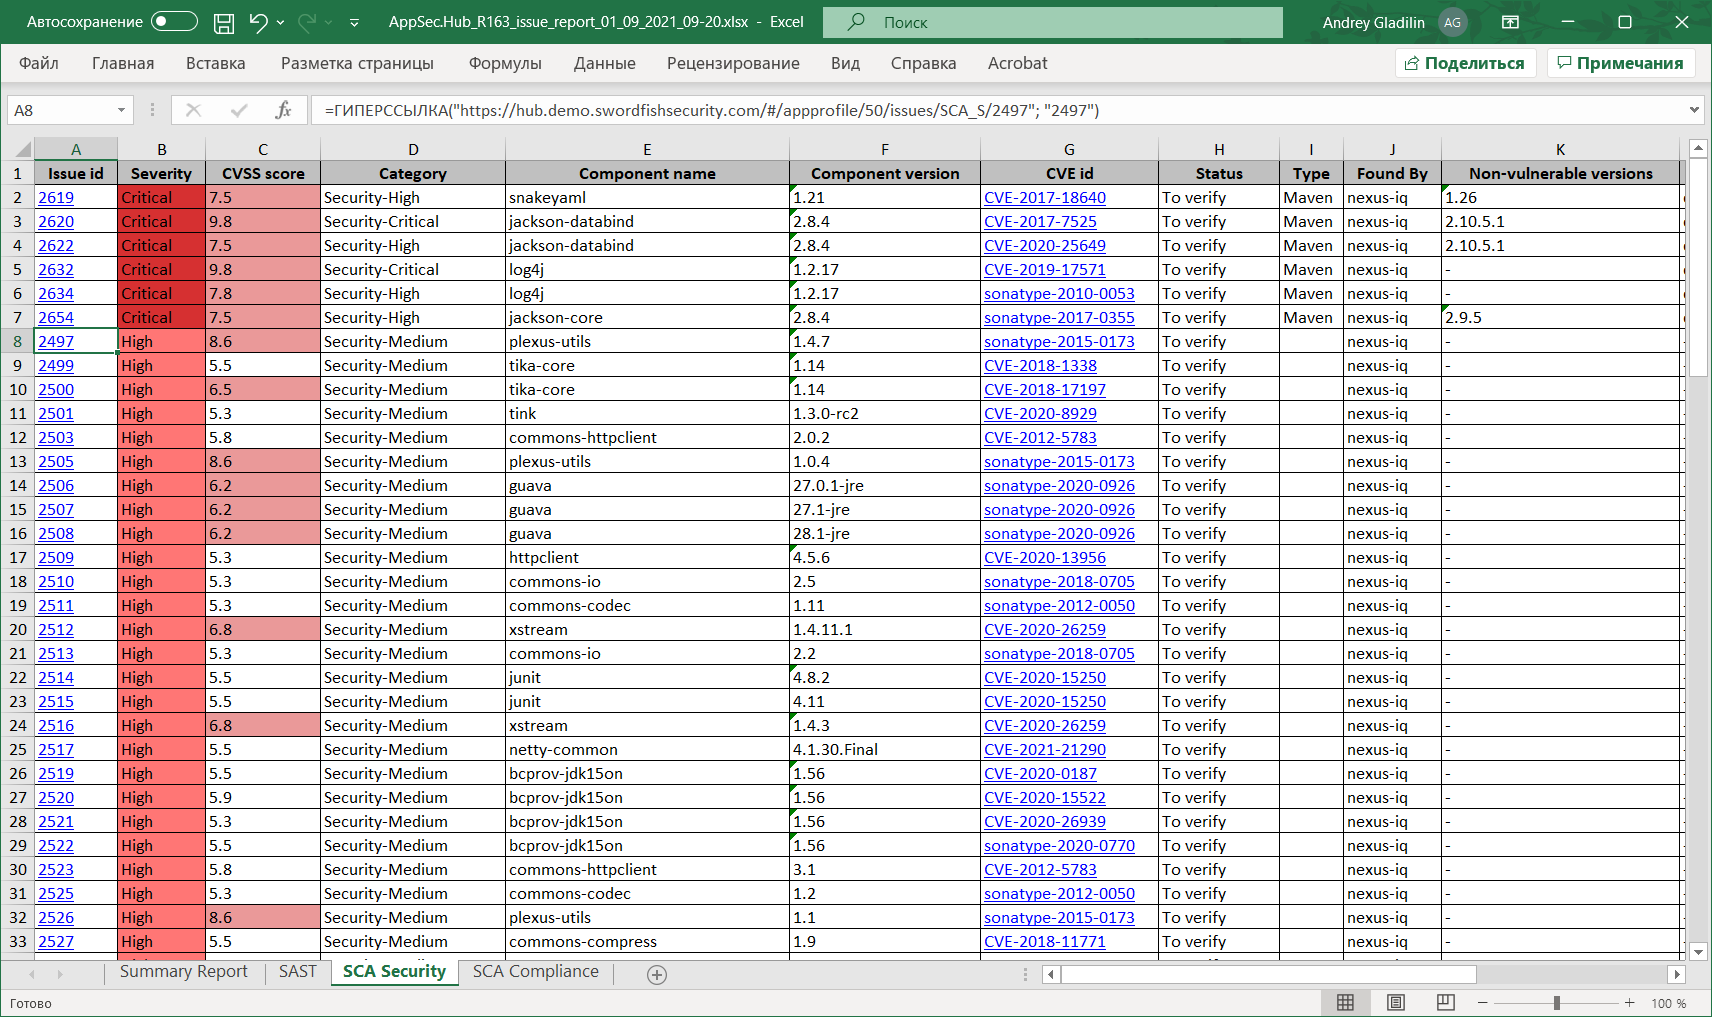 Автосохранение AppSec.Hub_R163_issue_report_01_09_2021_09-20.xlsx - Excel Поиск Andrey Gladilin AG
Файл Главная Вставка Разметка страницы Формулы Данные Рецензирование Вид Справка Acrobat Поделиться Примечания
A8 fx =ГИПЕРССЫЛКА("https://hub.demo.swordfishsecurity.com/#/appprofile/50/issues/SCA_S/2497"; "2497")
A B C D E F G H I J K
1 Issue id Severity CVSS score Category Component name Component version CVE id Status Type Found By Non-vulnerable versions
2 2619 Critical 7.5 Security-High snakeyaml 1.21 CVE-2017-18640 To verify Maven nexus-iq 1.26
3 2620 Critical 9.8 Security-Critical jackson-databind 2.8.4 CVE-2017-7525 To verify Maven nexus-iq 2.10.5.1
4 2622 Critical 7.5 Security-High jackson-databind 2.8.4 CVE-2020-25649 To verify Maven nexus-iq 2.10.5.1
5 2632 Critical 9.8 Security-Critical log4j 1.2.17 CVE-2019-17571 To verify Maven nexus-iq -
6 2634 Critical 7.8 Security-High log4j 1.2.17 sonatype-2010-0053 To verify Maven nexus-iq -
7 2654 Critical 7.5 Security-High jackson-core 2.8.4 sonatype-2017-0355 To verify Maven nexus-iq 2.9.5
8 2497 High 8.6 Security-Medium plexus-utils 1.4.7 sonatype-2015-0173 To verify nexus-iq -
9 2499 High 5.5 Security-Medium tika-core 1.14 CVE-2018-1338 To verify nexus-iq -
10 2500 High 6.5 Security-Medium tika-core 1.14 CVE-2018-17197 To verify nexus-iq -
11 2501 High 5.3 Security-Medium tink 1.3.0-rc2 CVE-2020-8929 To verify nexus-iq -
12 2503 High 5.8 Security-Medium commons-httpclient 2.0.2 CVE-2012-5783 To verify nexus-iq -
13 2505 High 8.6 Security-Medium plexus-utils 1.0.4 sonatype-2015-0173 To verify nexus-iq -
14 2506 High 6.2 Security-Medium guava 27.0.1-jre sonatype-2020-0926 To verify nexus-iq -
15 2507 High 6.2 Security-Medium guava 27.1-jre sonatype-2020-0926 To verify nexus-iq -
16 2508 High 6.2 Security-Medium guava 28.1-jre sonatype-2020-0926 To verify nexus-iq -
17 2509 High 5.3 Security-Medium httpclient 4.5.6 CVE-2020-13956 To verify nexus-iq -
18 2510 High 5.3 Security-Medium commons-io 2.5 sonatype-2018-0705 To verify nexus-iq -
19 2511 High 5.3 Security-Medium commons-codec 1.11 sonatype-2012-0050 To verify nexus-iq -
20 2512 High 6.8 Security-Medium xstream 1.4.11.1 CVE-2020-26259 To verify nexus-iq -
21 2513 High 5.3 Security-Medium commons-io 2.2 sonatype-2018-0705 To verify nexus-iq -
22 2514 High 5.5 Security-Medium junit 4.8.2 CVE-2020-15250 To verify nexus-iq -
23 2515 High 5.5 Security-Medium junit 4.11 CVE-2020-15250 To verify nexus-iq -
24 2516 High 6.8 Security-Medium xstream 1.4.3 CVE-2020-26259 To verify nexus-iq -
25 2517 High 5.5 Security-Medium netty-common 4.1.30.Final CVE-2021-21290 To verify nexus-iq -
26 2519 High 5.5 Security-Medium bcprov-jdk15on 1.56 CVE-2020-0187 To verify nexus-iq -
27 2520 High 5.9 Security-Medium bcprov-jdk15on 1.56 CVE-2020-15522 To verify nexus-iq -
28 2521 High 5.3 Security-Medium bcprov-jdk15on 1.56 CVE-2020-26939 To verify nexus-iq -
29 2522 High 5.5 Security-Medium bcprov-jdk15on 1.56 sonatype-2020-0770 To verify nexus-iq -
30 2523 High 5.8 Security-Medium commons-httpclient 3.1 CVE-2012-5783 To verify nexus-iq -
31 2525 High 5.3 Security-Medium commons-codec 1.2 sonatype-2012-0050 To verify nexus-iq -
32 2526 High 8.6 Security-Medium plexus-utils 1.1 sonatype-2015-0173 To verify nexus-iq -
33 2527 High 5.5 Security-Medium commons-compress 1.9 CVE-2018-11771 To verify nexus-iq -
Summary Report SAST SCA Security SCA Compliance
Готово 100 %